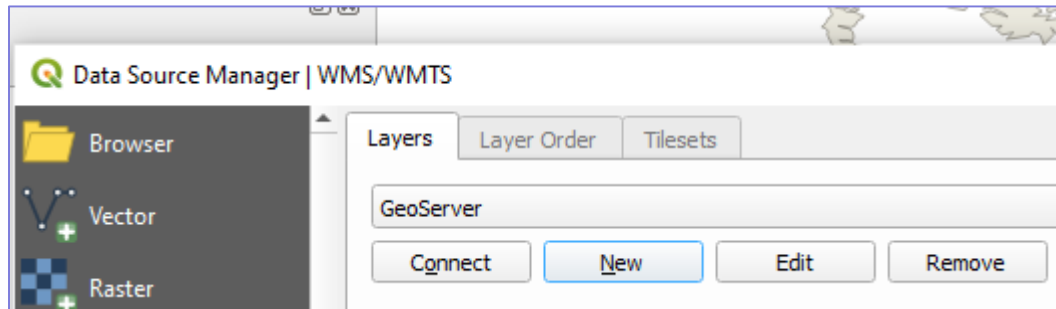 Data Source Manager | WMS/WMTS
Browser
Layers Layer Order Tilesets
Vector
GeoServer
Connect New Edit Remove
Raster